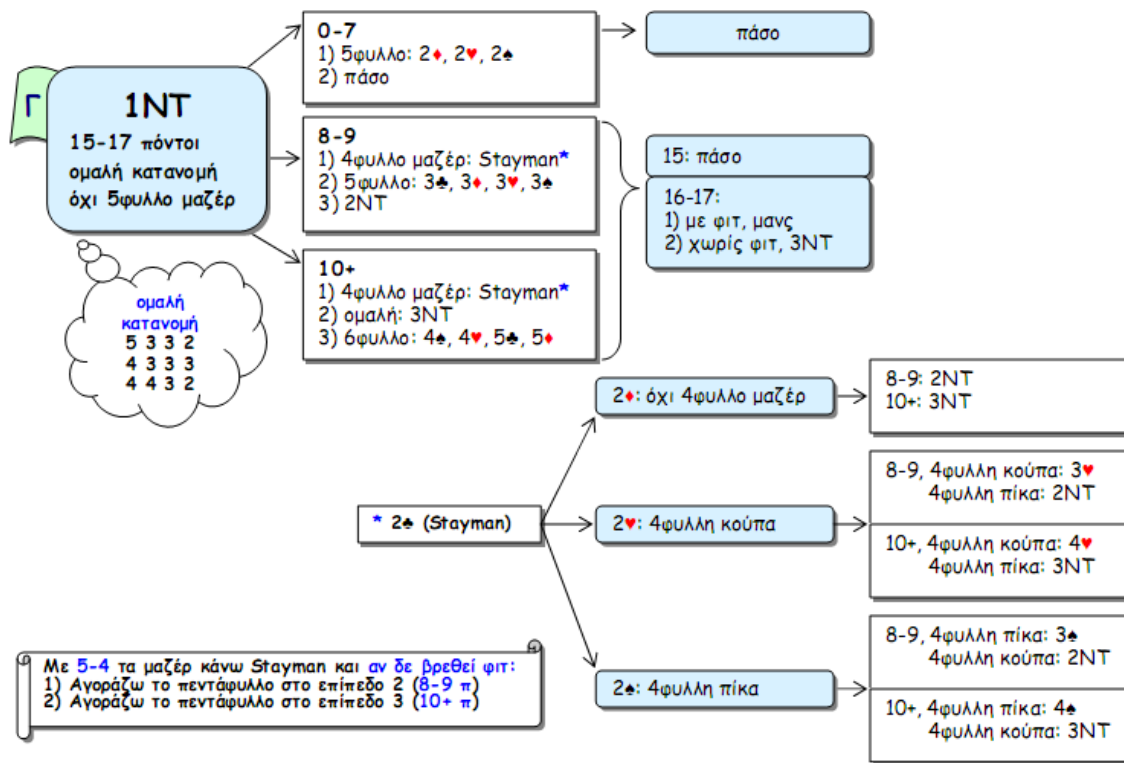 Γ
1NT
15-17 πόντοι
ομαλή κατανομή
όχι 5φυλλο μαζέρ
ομαλή
κατανομή
5 3 3 2
4 3 3 3
4 4 3 2
0-7
1) 5φυλλο: 2♦, 2♥, 2♠
2) πάσο
πάσο
8-9
1) 4φυλλο μαζέρ: Stayman*
2) 5φυλλο: 3♣, 3♦, 3♥, 3♠
3) 2NT
10+
1) 4φυλλο μαζέρ: Stayman*
2) ομαλή: 3NT
3) 6φυλλο: 4♠, 4♥, 5♣, 5♦
15: πάσο
16-17:
1) με φιτ, μανς
2) χωρίς φιτ, 3NT
* 2♣ (Stayman)
2♦: όχι 4φυλλο μαζέρ
8-9: 2NT
10+: 3NT
2♥: 4φυλλη κούπα
8-9, 4φυλλη κούπα: 3♥
4φυλλη πίκα: 2NT
10+, 4φυλλη κούπα: 4♥
4φυλλη πίκα: 3NT
2♠: 4φυλλη πίκα
8-9, 4φυλλη πίκα: 3♠
4φυλλη κούπα: 2NT
10+, 4φυλλη πίκα: 4♠
4φυλλη κούπα: 3NT
Με 5-4 τα μαζέρ κάνω Stayman και αν δε βρεθεί φιτ:
1) Αγοράζω το πεντάφυλλο στο επίπεδο 2 (8-9 π)
2) Αγοράζω το πεντάφυλλο στο επίπεδο 3 (10+ π)